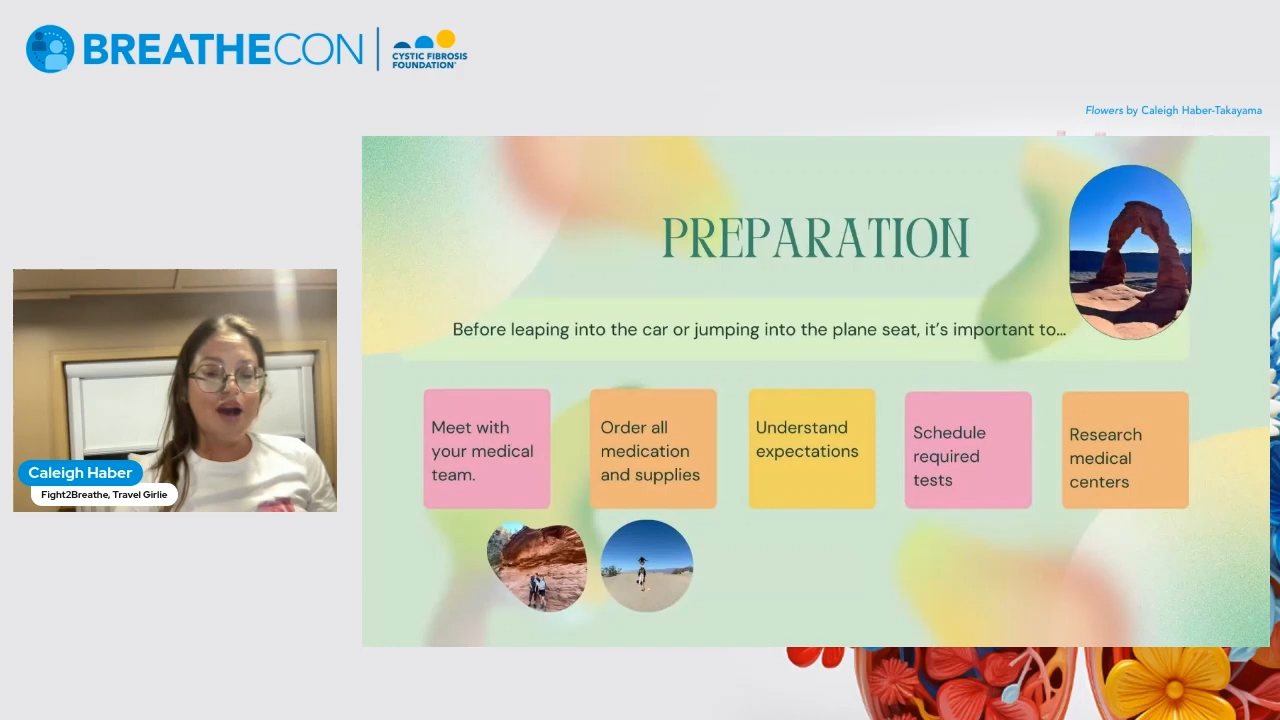 BREATHECON
CYSTIC FIBROSIS
FOUNDATION
Flowers by Caleigh Haber-Takayama
PREPARATION
Before leaping into the car or jumping into the plane seat, it’s important to...
Meet with
your medical
team.
Order all
medication
and supplies
Understand
expectations
Schedule
required
tests
Research
medical
centers
Caleigh Haber
Fight2Breathe, Travel Girlie